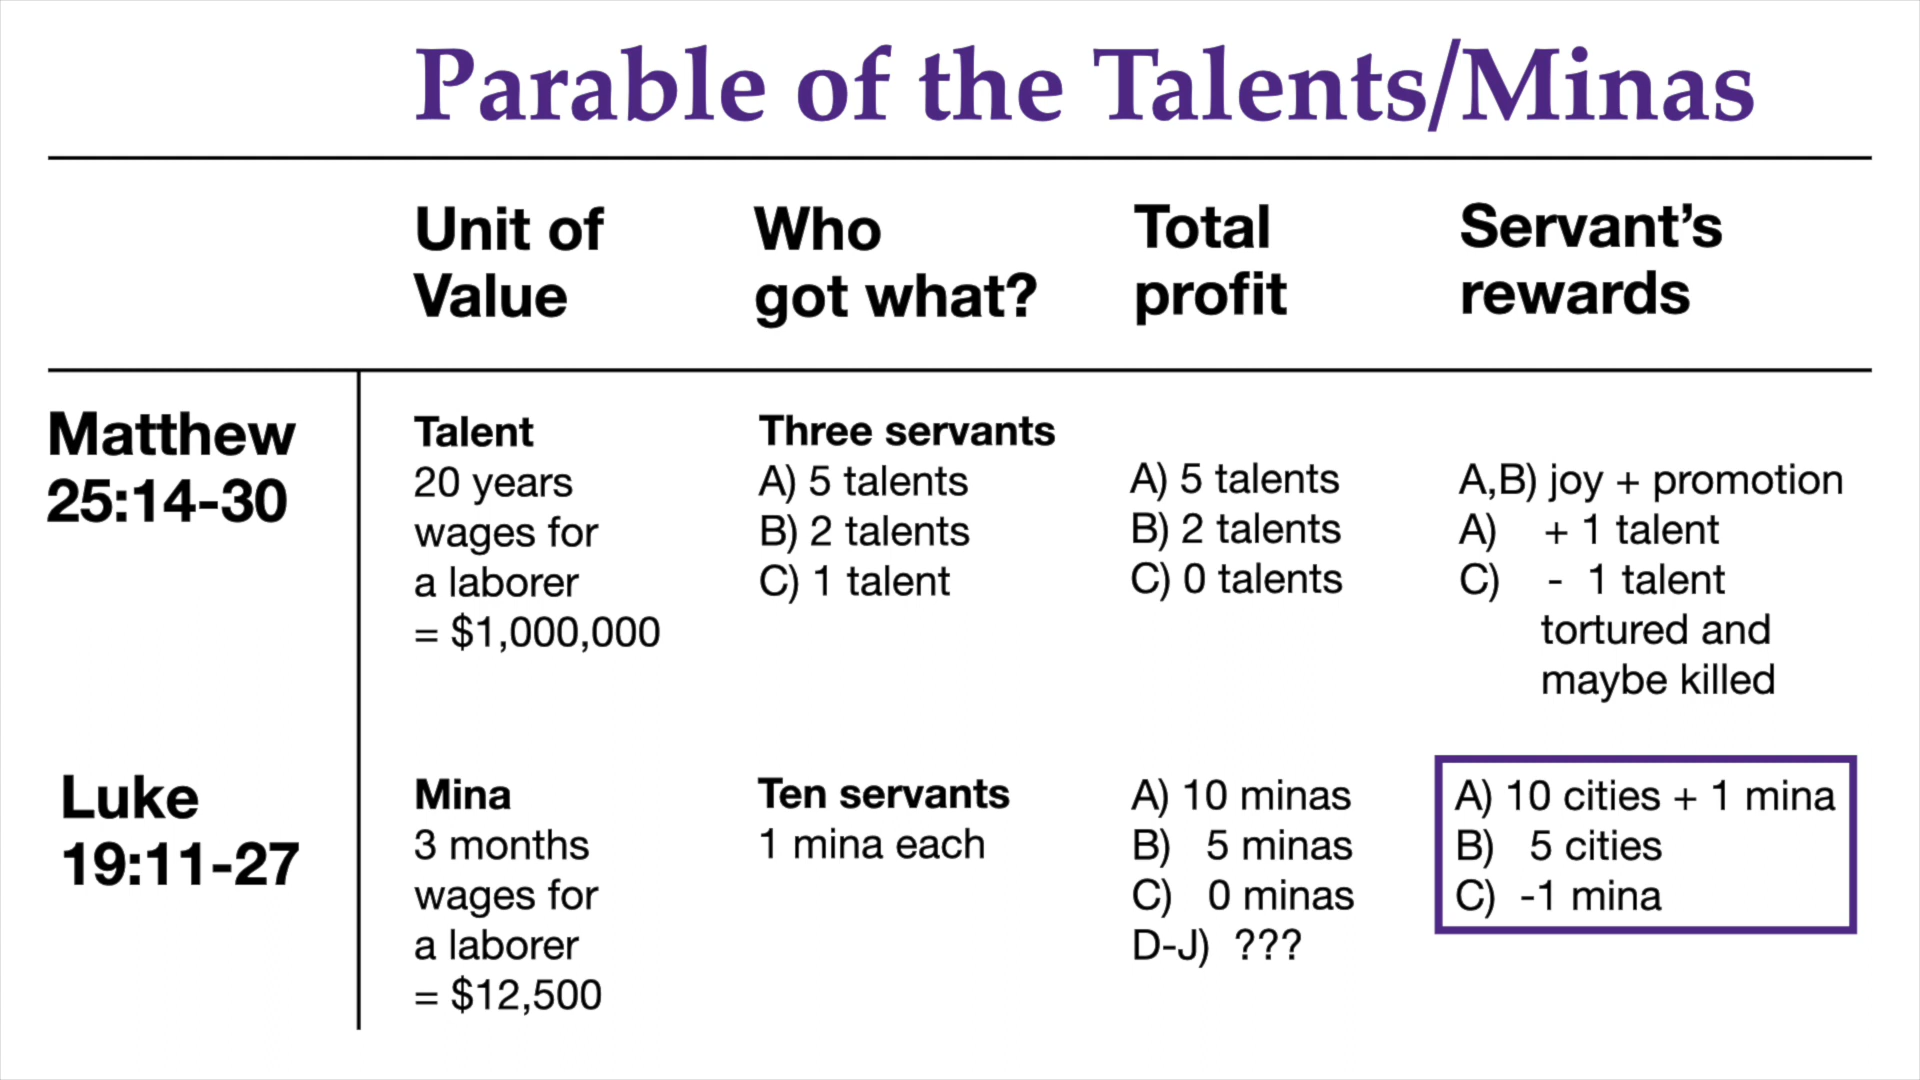 Parable of the Talents/Minas
Unit of
Value
Who
got what?
Total
profit
Servant's
rewards
Matthew
25:14-30
Talent
20 years
wages for
a laborer
= $1,000,000
Three servants
A) 5 talents
B) 2 talents
C) 1 talent
A) 5 talents
B) 2 talents
C) 0 talents
A,B) joy + promotion
A) + 1 talent
C) - 1 talent
tortured and
maybe killed
Luke
19:11-27
Mina
3 months
wages for
a laborer
= $12,500
Ten servants
1 mina each
A) 10 minas
B) 5 minas
C) 0 minas
D-J) ???
A) 10 cities + 1 mina
B) 5 cities
C) -1 mina